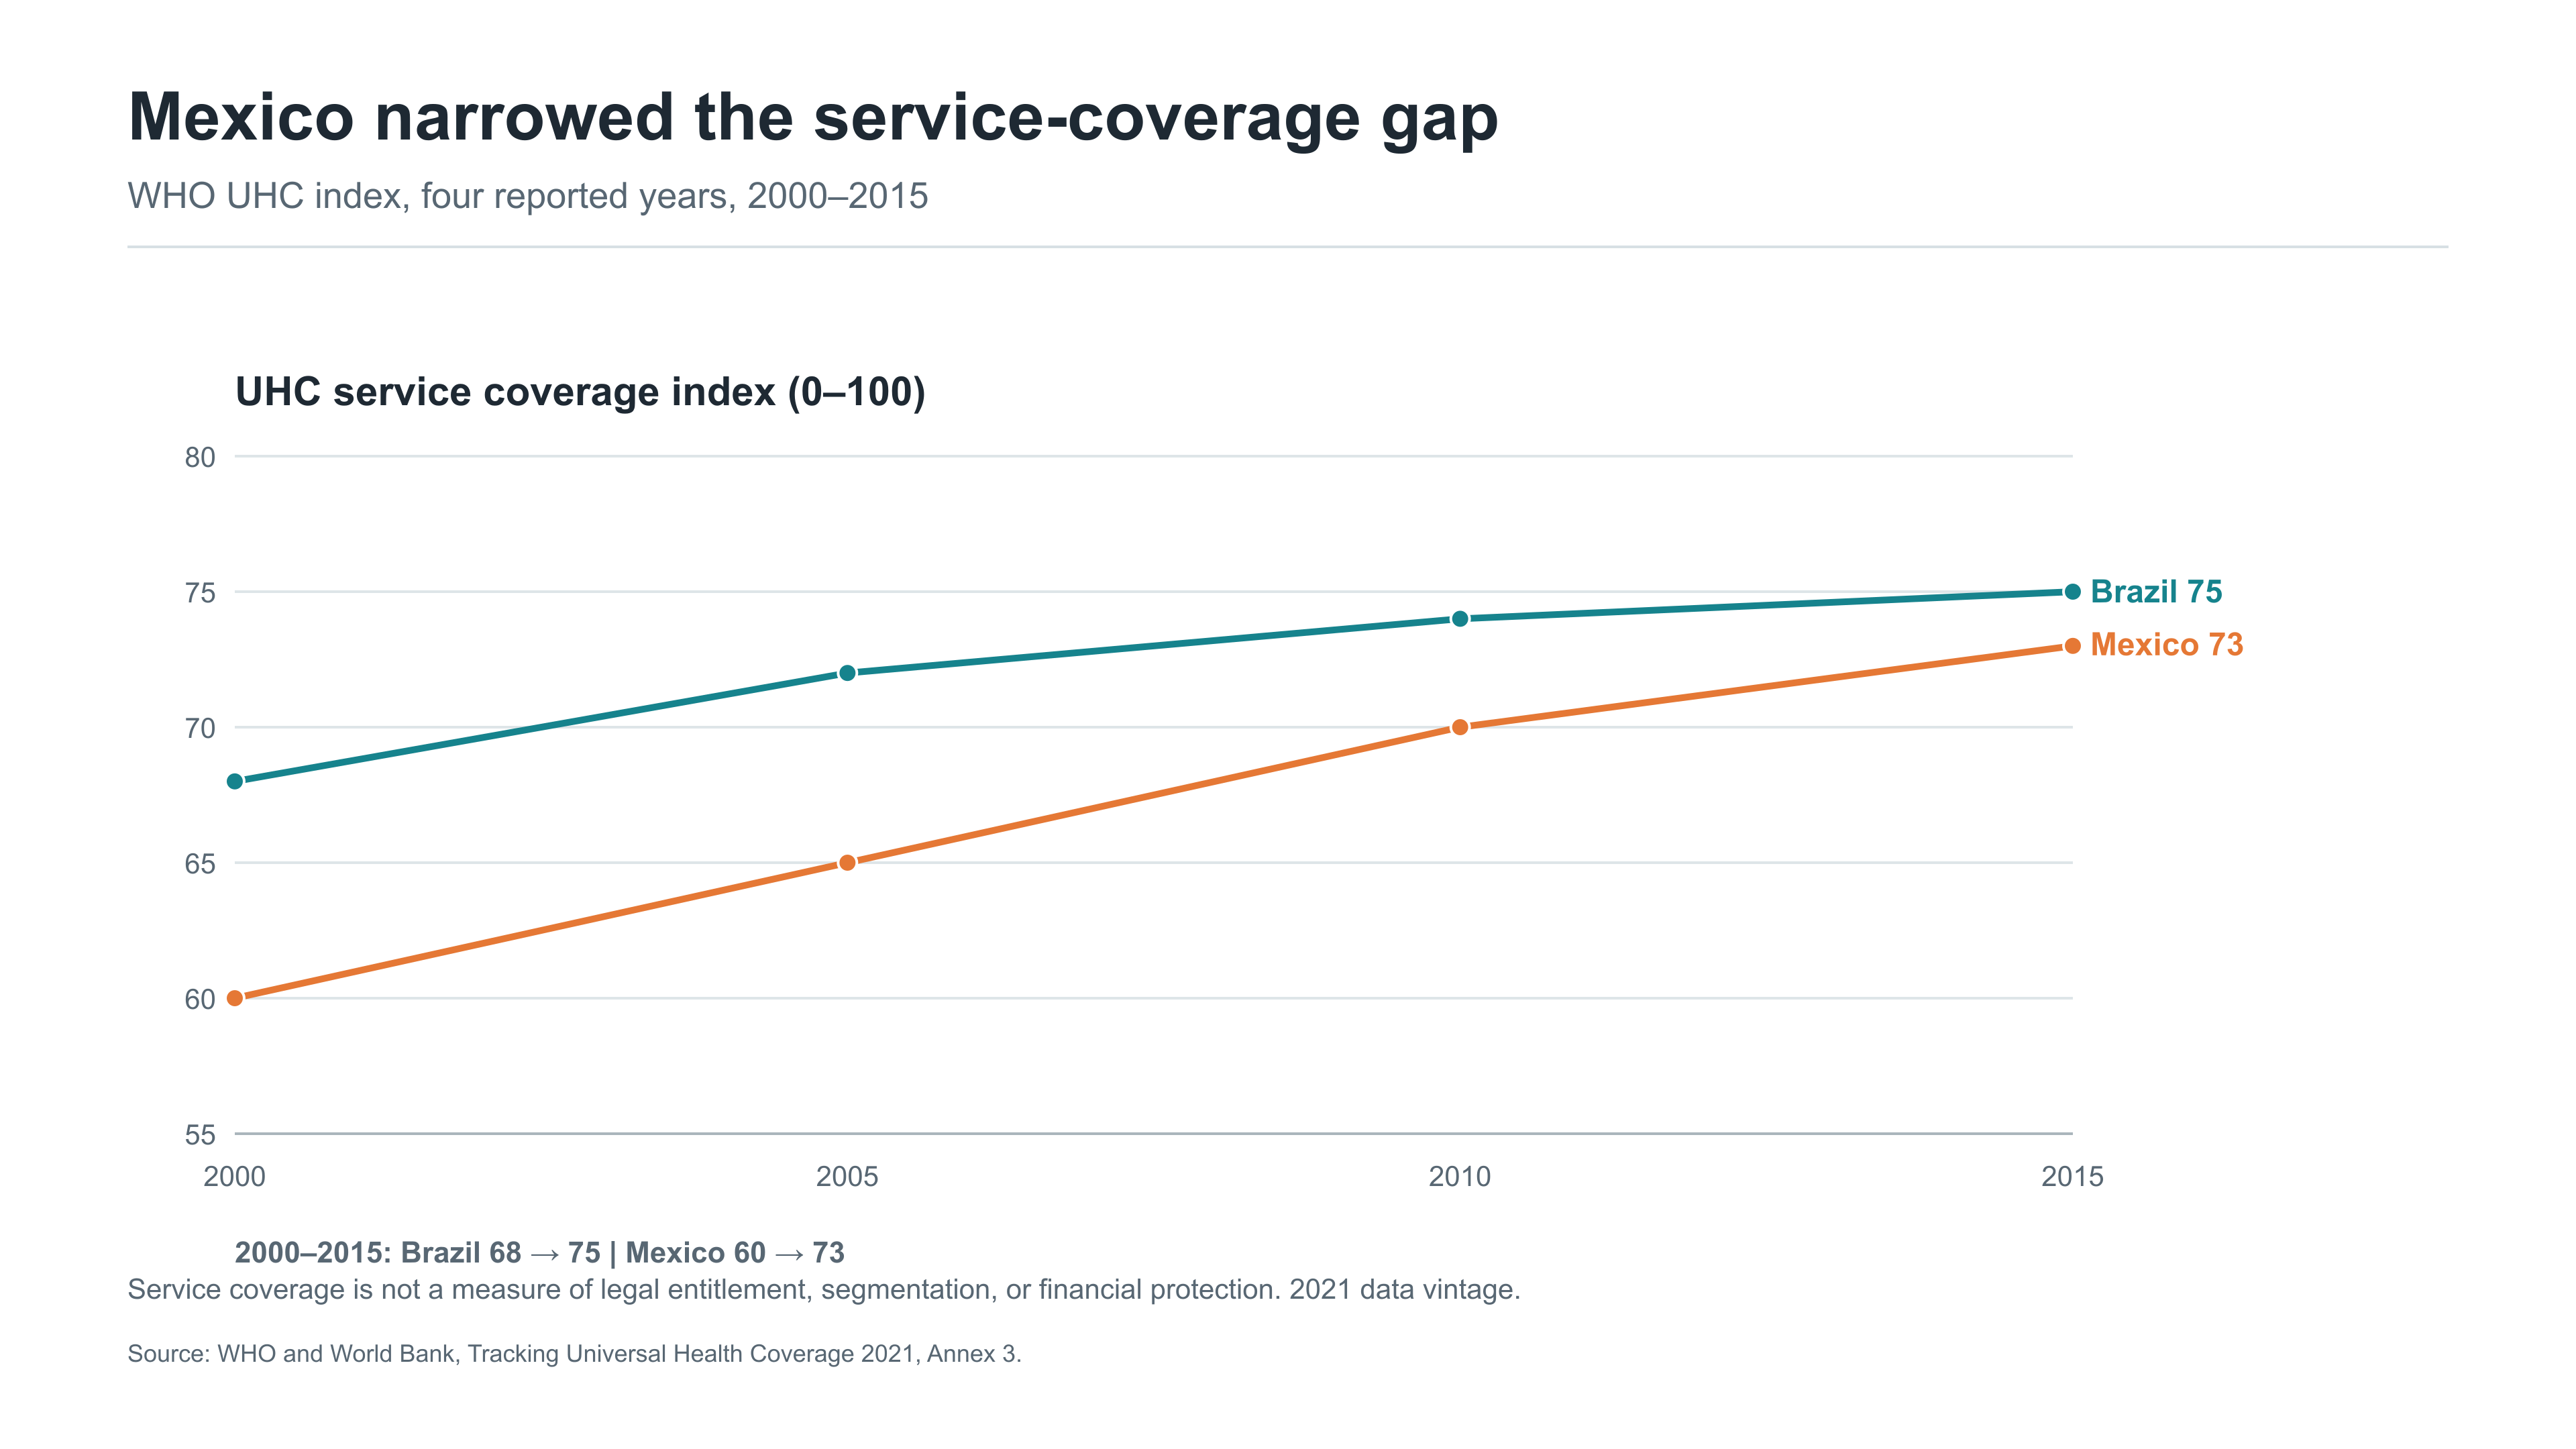 Mexico narrowed the service-coverage gap
WHO UHC index, four reported years, 2000–2015
UHC service coverage index (0–100)
80
75
70
65
60
55
Brazil 75
Mexico 73
2000
2005
2010
2015
2000–2015: Brazil 68 → 75 | Mexico 60 → 73
Service coverage is not a measure of legal entitlement, segmentation, or financial protection. 2021 data vintage.
Source: WHO and World Bank, Tracking Universal Health Coverage 2021, Annex 3.